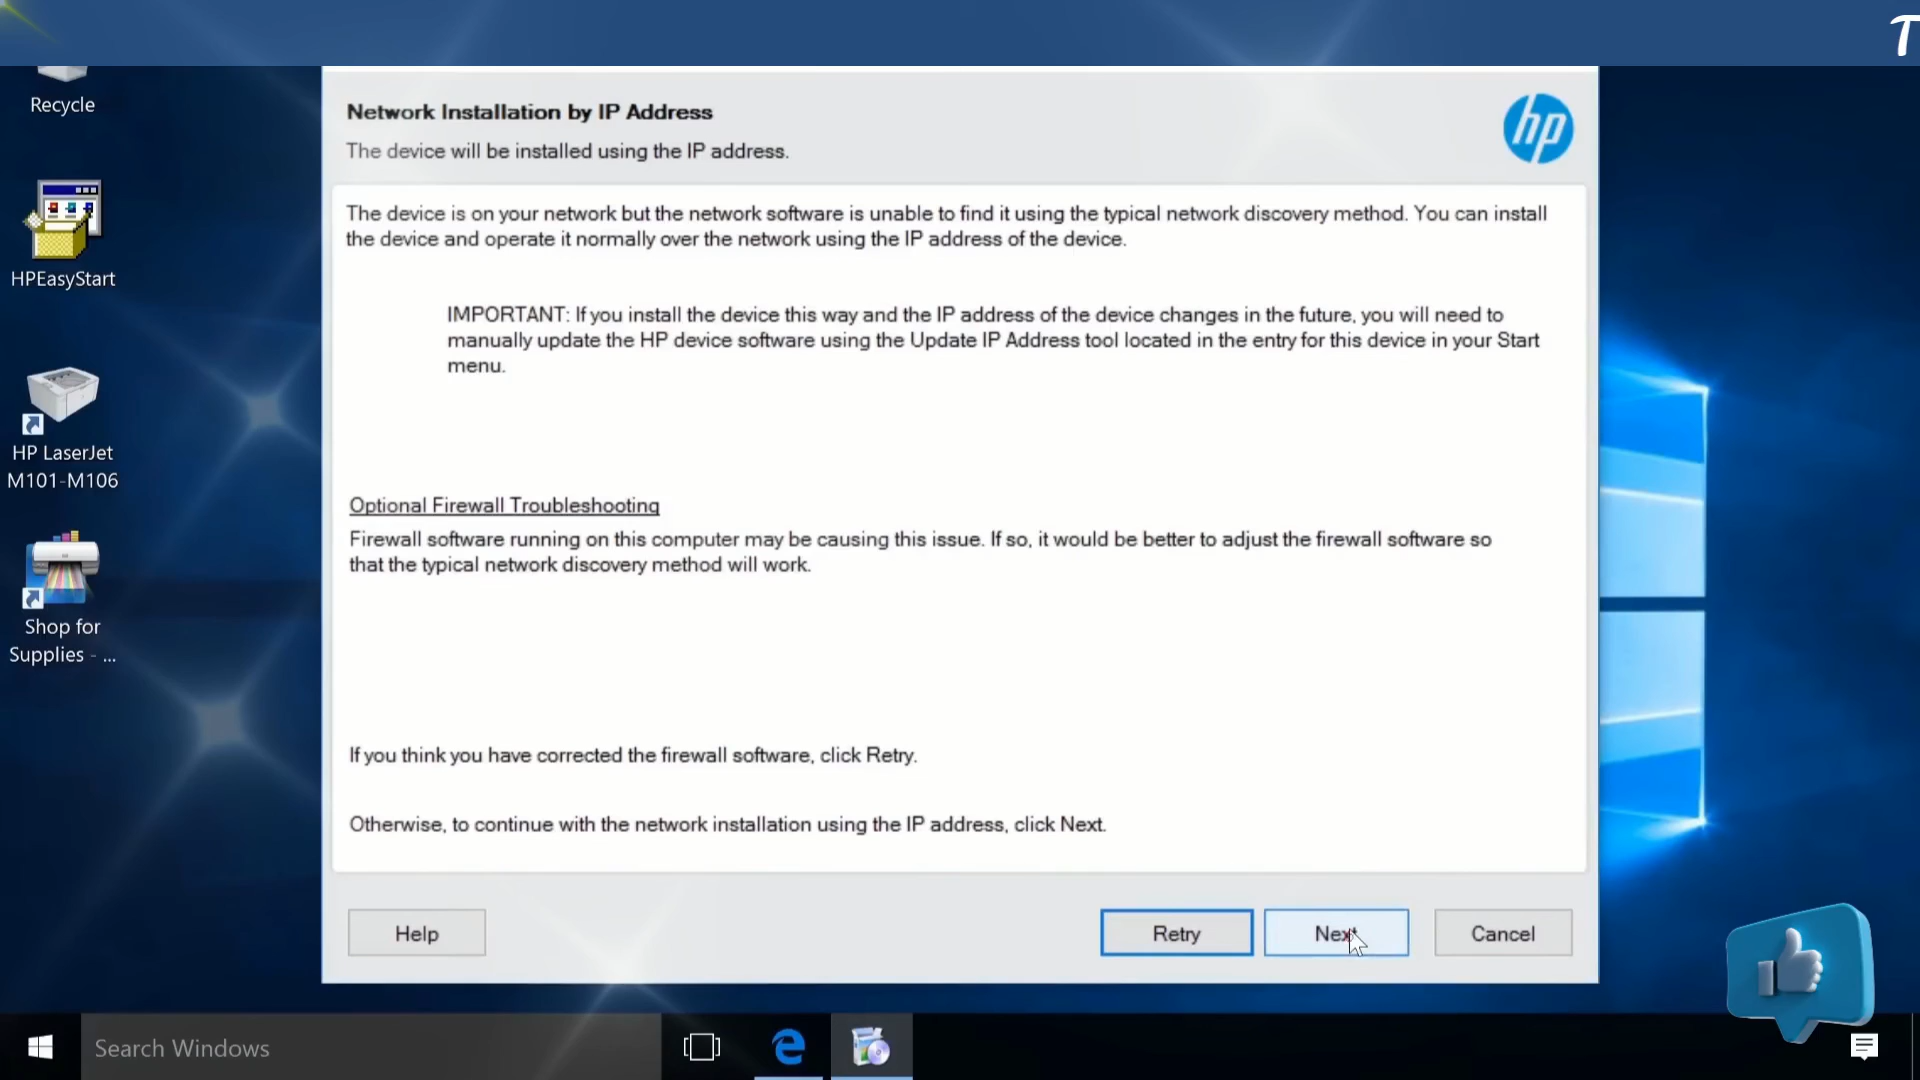 T
Recycle
HPEasyStart
HP LaserJet
M101-M106
Shop for
Supplies - ...
Network Installation by IP Address
The device will be installed using the IP address.
hp
The device is on your network but the network software is unable to find it using the typical network discovery method. You can install
the device and operate it normally over the network using the IP address of the device.
IMPORTANT: If you install the device this way and the IP address of the device changes in the future, you will need to
manually update the HP device software using the Update IP Address tool located in the entry for this device in your Start
menu.
Optional Firewall Troubleshooting
Firewall software running on this computer may be causing this issue. If so, it would be better to adjust the firewall software so
that the typical network discovery method will work.
If you think you have corrected the firewall software, click Retry.
Otherwise, to continue with the network installation using the IP address, click Next.
Help
Retry
Next
Cancel
Search Windows